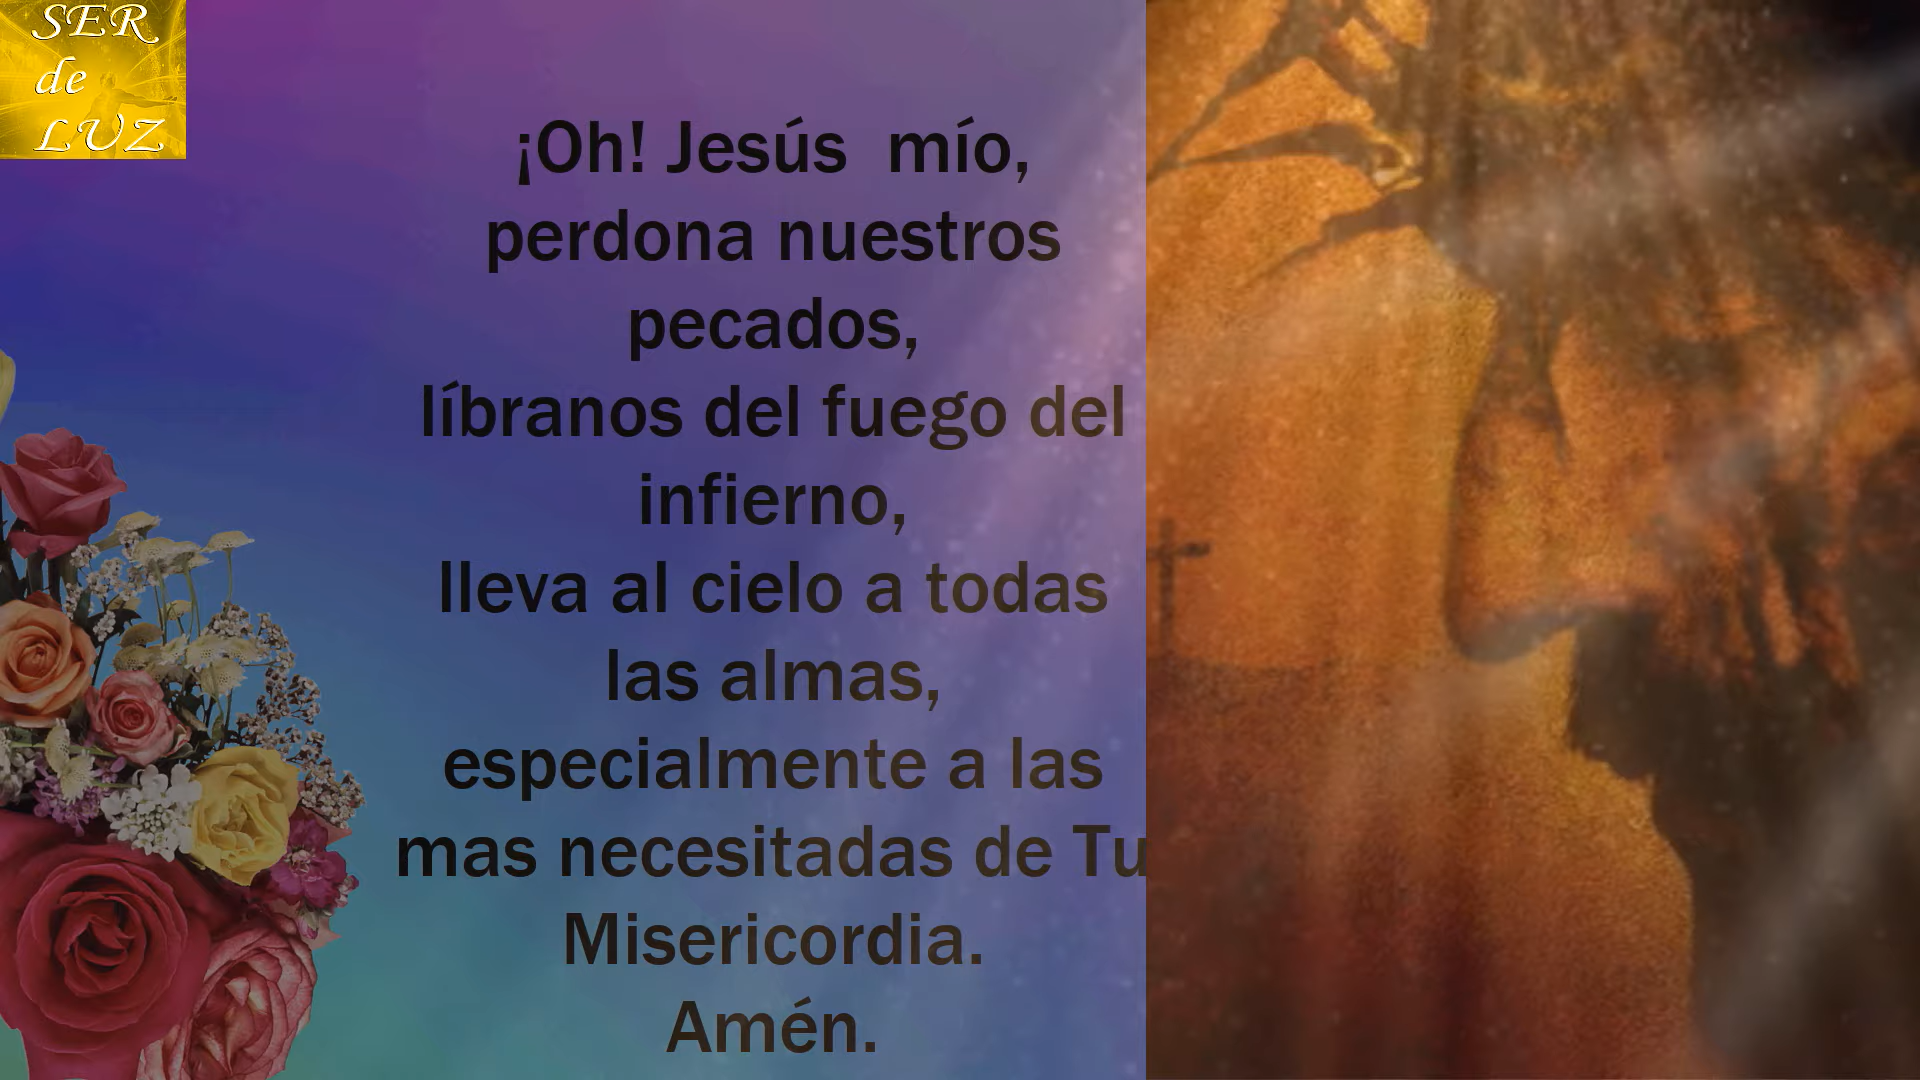 SER
de
LUZ
¡Oh! Jesús  mío,
perdona nuestros
pecados,
líbranos del fuego del
infierno,
lleva al cielo a todas
las almas,
especialmente a las
mas necesitadas de Tu
Misericordia.
Amén.